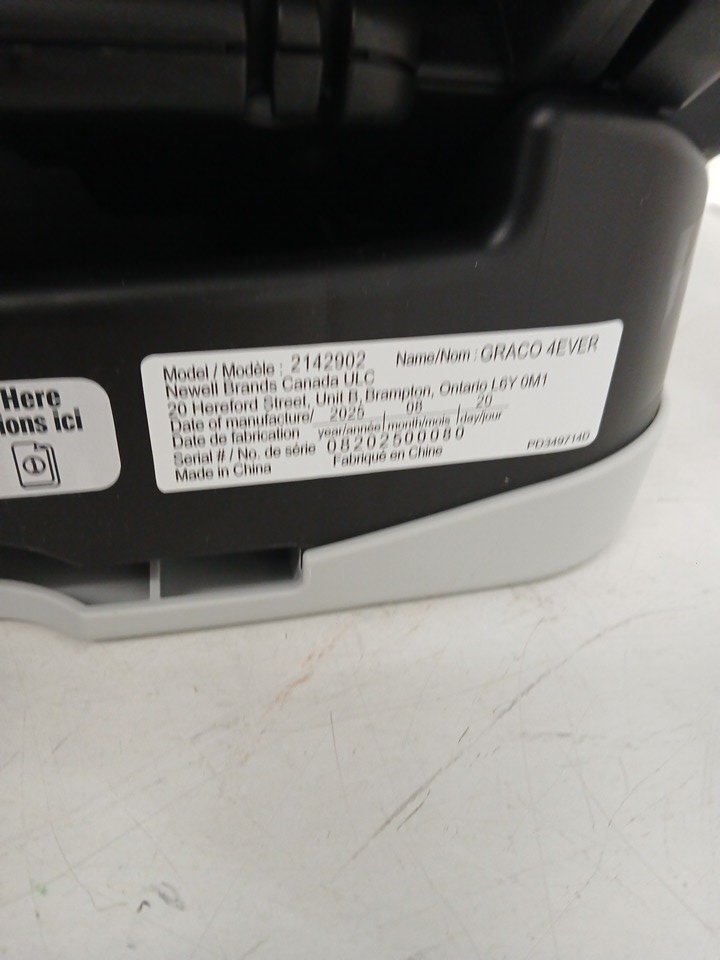 Here
ions ici
Model / Modèle : 2142902 Name/Nom : GRACO 4EVER
Newell Brands Canada ULC
20 Hereford Street, Unit B, Brampton, Ontario L6Y 0M1
Date of manufacture/ 2025 08 20
Date de fabrication year/année month/mois day/jour
Serial # / No. de série 08202500080
Made in China Fabriqué en Chine
PD349714D